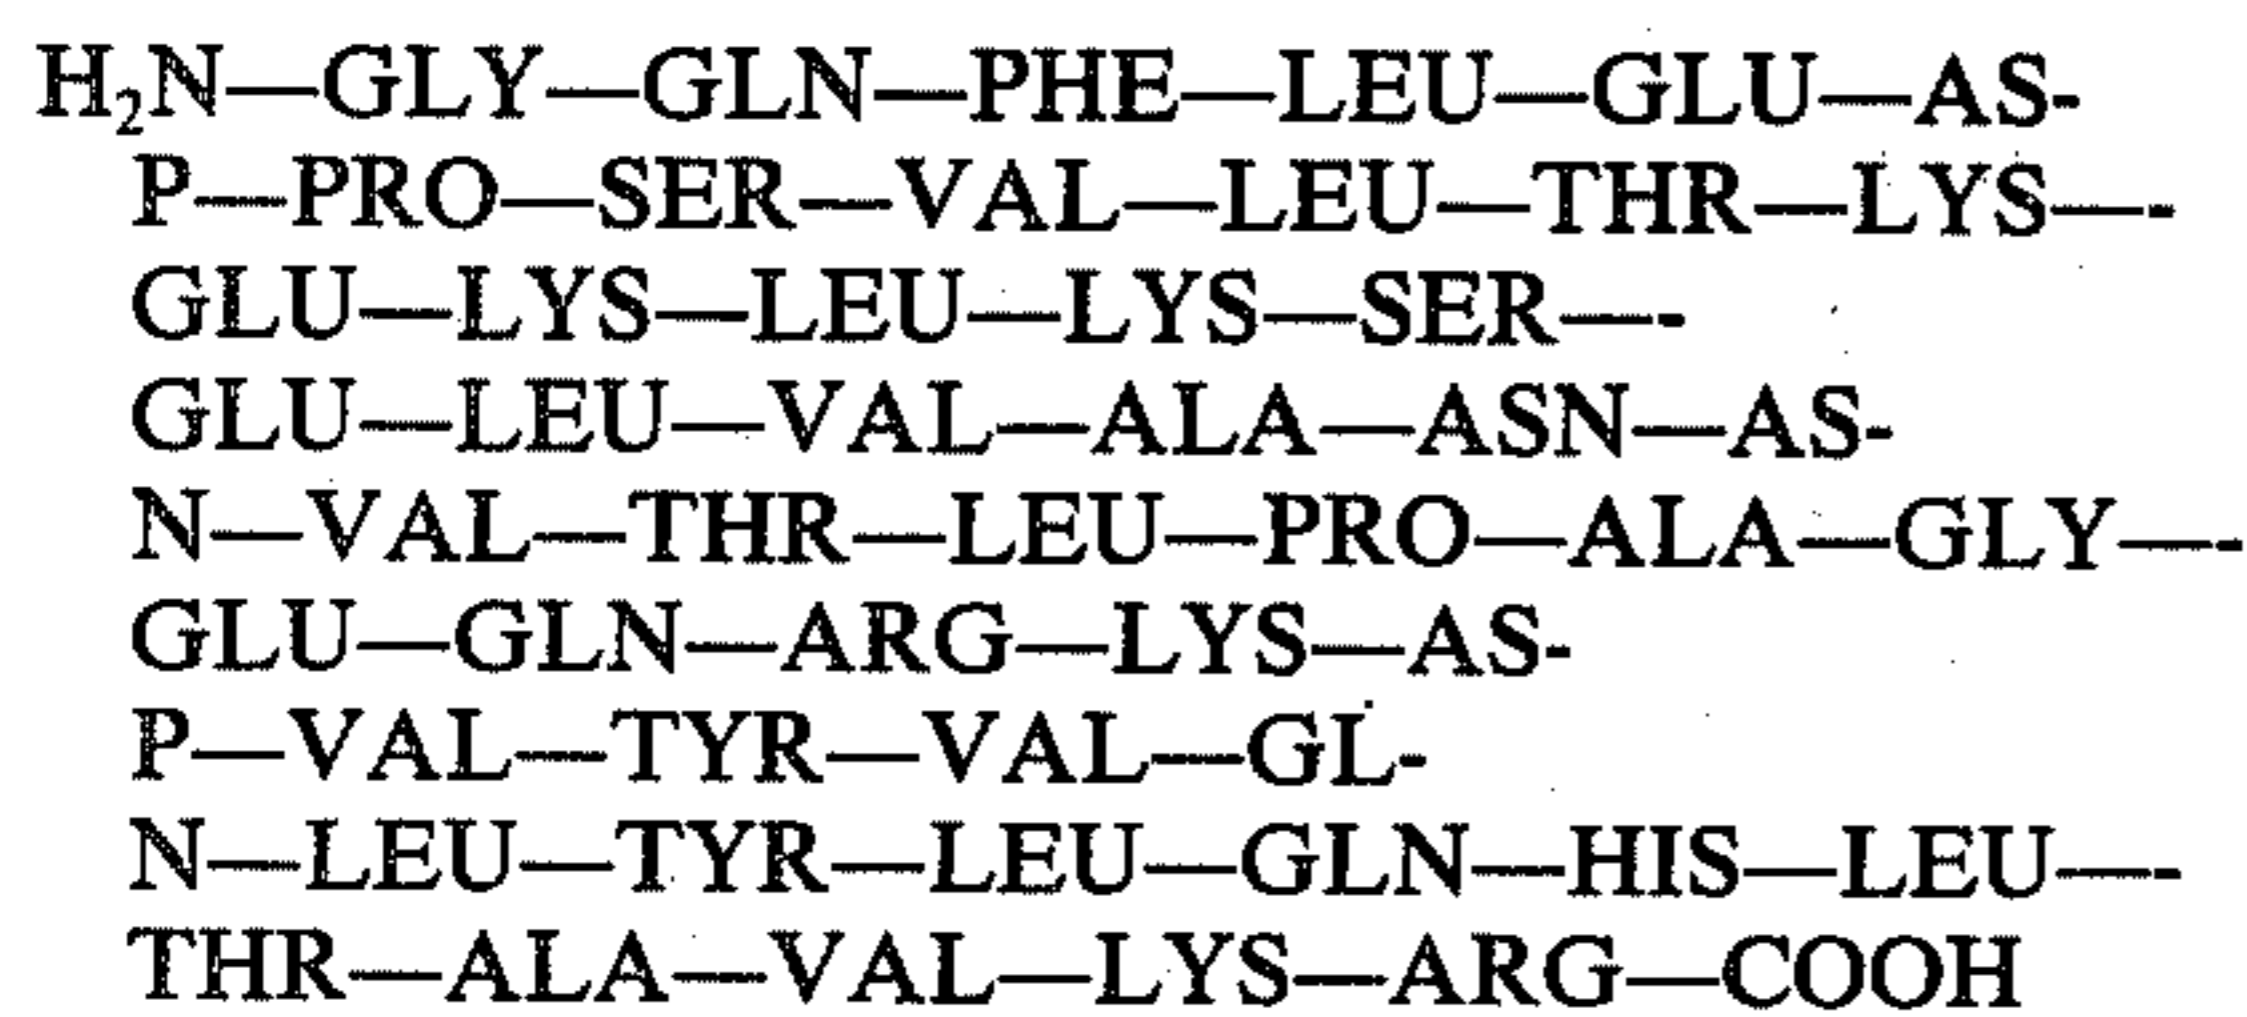 H₂N—GLY—GLN—PHE—LEU—GLU—AS-
P—PRO—SER—VAL—LEU—THR—LYS—-
GLU—LYS—LEU—LYS—SER—-
GLU—LEU—VAL—ALA—ASN—AS-
N—VAL—THR—LEU—PRO—ALA—GLY—-
GLU—GLN—ARG—LYS—AS-
P—VAL—TYR—VAL—GL-
N—LEU—TYR—LEU—GLN—HIS—LEU—-
THR—ALA—VAL—LYS—ARG—COOH